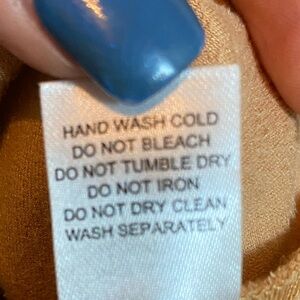 HAND WASH COLD
DO NOT BLEACH
DO NOT TUMBLE DRY
DO NOT IRON
DO NOT DRY CLEAN
WASH SEPARATELY